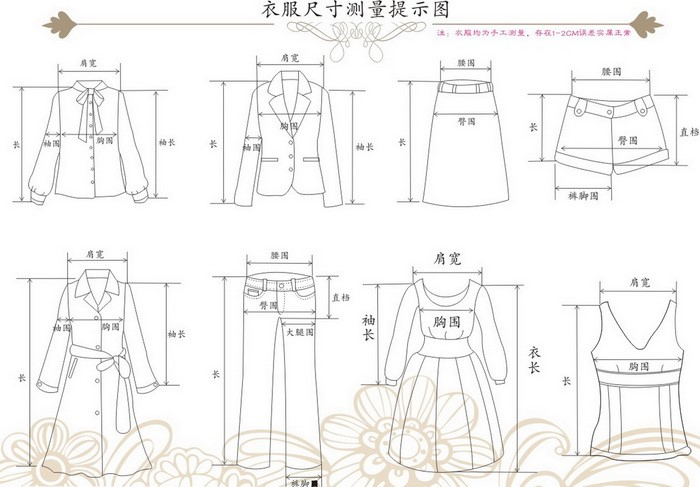 衣服尺寸测量提示图
注：衣服均为手工测量，存在1-2CM误差实属正常
肩宽
长
袖围
胸围
袖长
肩宽
长
袖围
胸围
袖长
腰围
长
臀围
腰围
长
臀围
直档
裤脚围
肩宽
长
袖围
胸围
袖长
腰围
长
臀围
直档
大腿围
裤脚
肩宽
袖长
胸围
衣长
肩宽
长
胸围